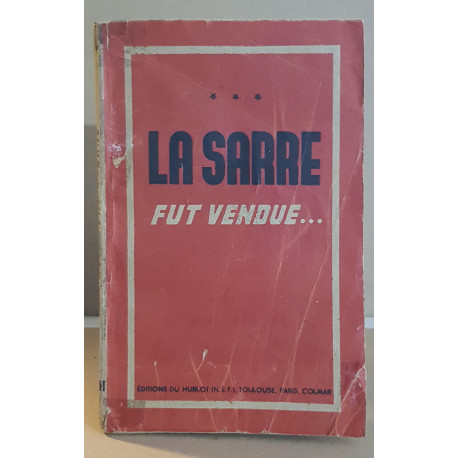 * * *
LA SARRE
FUT VENDUE...
EDITIONS DU HUBLOT (N.E.F.), TOULOUSE, PARIS, COLMAR